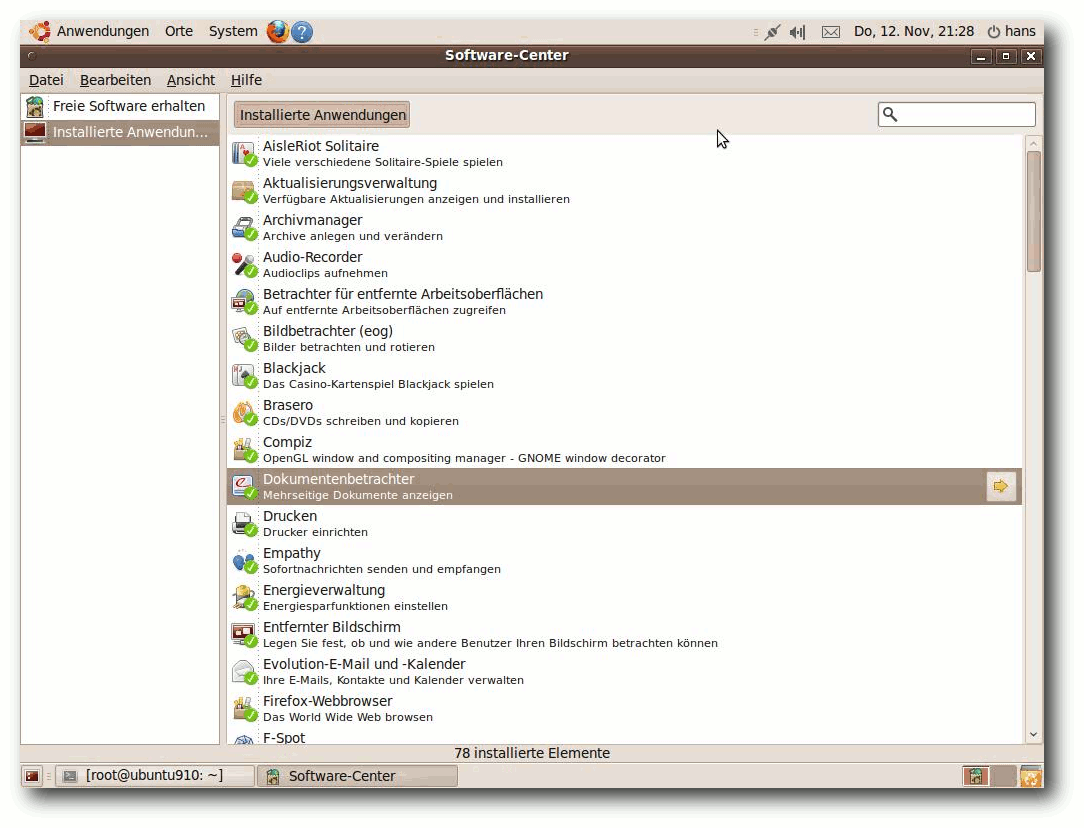 Anwendungen Orte System Do, 12. Nov, 21:28 hans
Software-Center
Datei Bearbeiten Ansicht Hilfe
Freie Software erhalten
Installierte Anwendun...
Installierte Anwendungen
AisleRiot Solitaire
Viele verschiedene Solitaire-Spiele spielen
Aktualisierungsverwaltung
Verfügbare Aktualisierungen anzeigen und installieren
Archivmanager
Archive anlegen und verändern
Audio-Recorder
Audioclips aufnehmen
Betrachter für entfernte Arbeitsoberflächen
Auf entfernte Arbeitsoberflächen zugreifen
Bildbetrachter (eog)
Bilder betrachten und rotieren
Blackjack
Das Casino-Kartenspiel Blackjack spielen
Brasero
CDs/DVDs schreiben und kopieren
Compiz
OpenGL window and compositing manager - GNOME window decorator
Dokumentenbetrachter
Mehrseitige Dokumente anzeigen
Drucken
Drucker einrichten
Empathy
Sofortnachrichten senden und empfangen
Energieverwaltung
Energiesparfunktionen einstellen
Entfernter Bildschirm
Legen Sie fest, ob und wie andere Benutzer Ihren Bildschirm betrachten können
Evolution-E-Mail und -Kalender
Ihre E-Mails, Kontakte und Kalender verwalten
Firefox-Webbrowser
Das World Wide Web browsen
F-Spot
78 installierte Elemente
[root@ubuntu910: ~] Software-Center